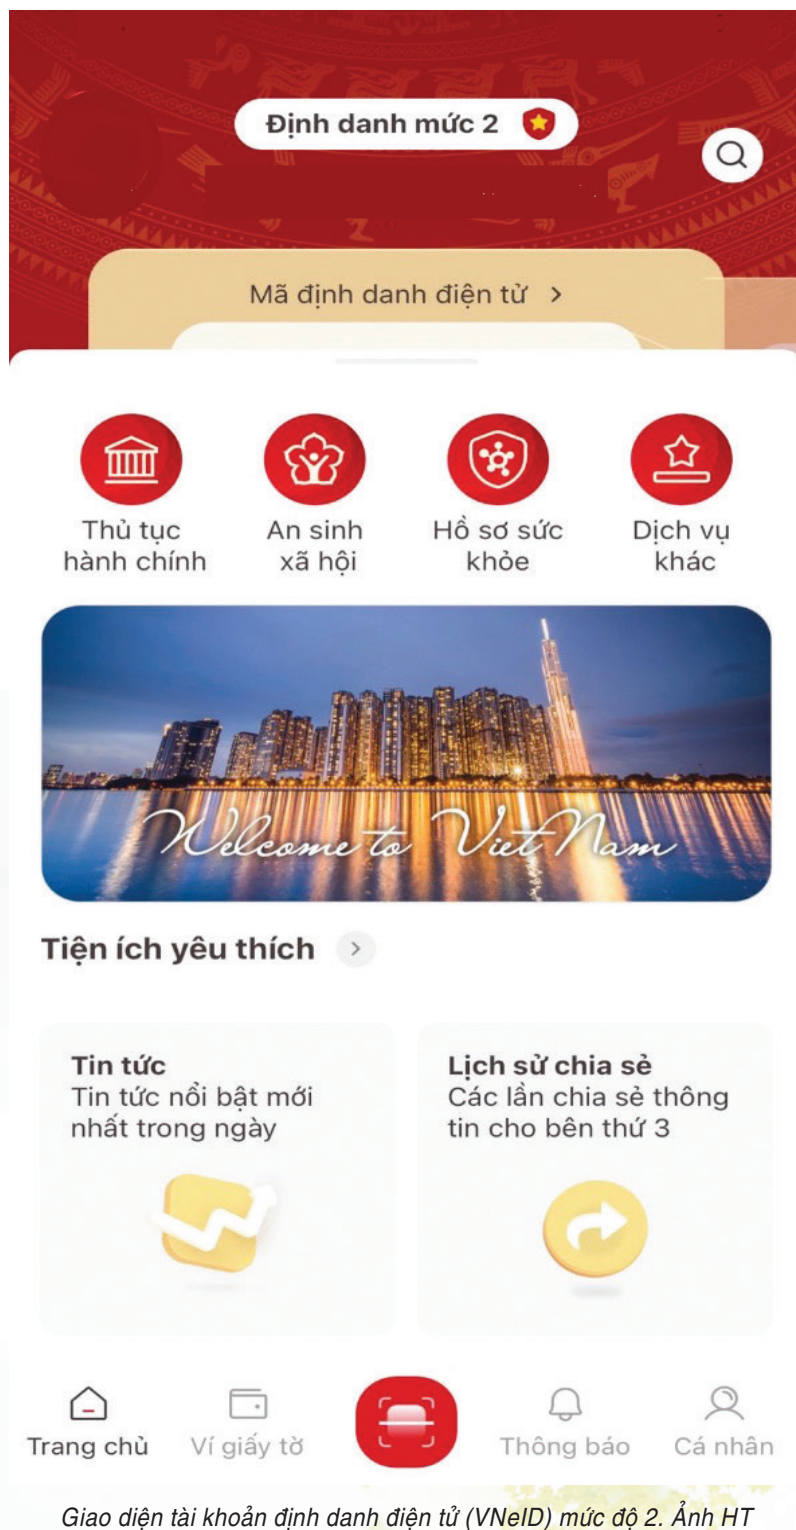 Định danh mức 2
Mã định danh điện tử >
Thủ tục
hành chính
An sinh
xã hội
Hồ sơ sức
khỏe
Dịch vụ
khác
Welcome to Viet Nam
Tiện ích yêu thích >
Tin tức
Tin tức nổi bật mới
nhất trong ngày
Lịch sử chia sẻ
Các lần chia sẻ thông
tin cho bên thứ 3
Trang chủ
Ví giấy tờ
Thông báo
Cá nhân
Giao diện tài khoản định danh điện tử (VNeID) mức độ 2. Ảnh HT